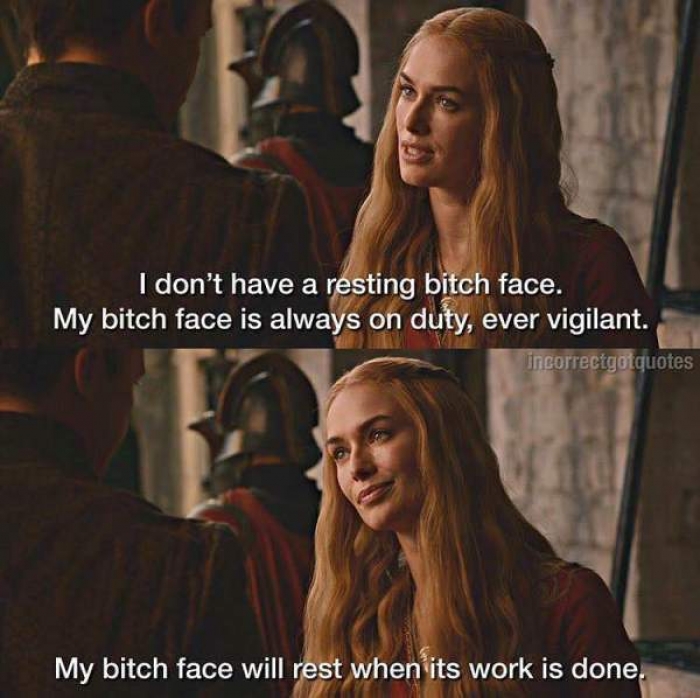 I don't have a resting bitch face.
My bitch face is always on duty, ever vigilant.
incorrectgotquotes
My bitch face will rest when its work is done.